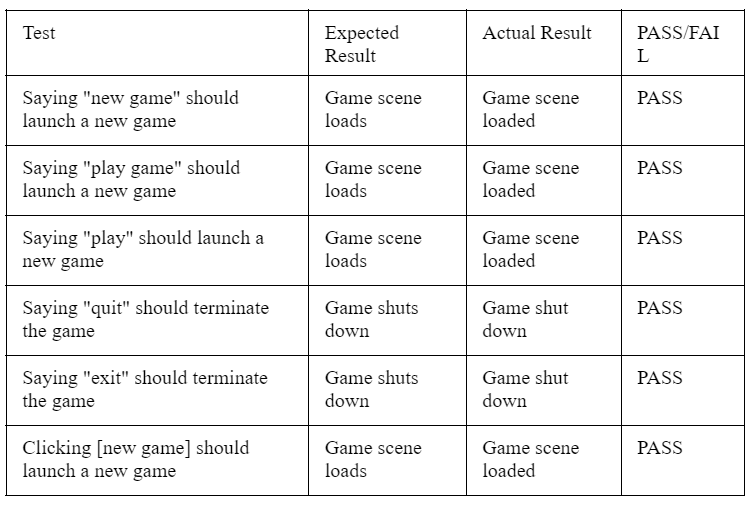 Test
Expected
Result
Actual Result
PASS/FAI
L
Saying "new game" should
launch a new game
Game scene
loads
Game scene
loaded
PASS
Saying "play game" should
launch a new game
Game scene
loads
Game scene
loaded
PASS
Saying "play" should launch a
new game
Game scene
loads
Game scene
loaded
PASS
Saying "quit" should terminate
the game
Game shuts
down
Game shut
down
PASS
Saying "exit" should terminate
the game
Game shuts
down
Game shut
down
PASS
Clicking [new game] should
launch a new game
Game scene
loads
Game scene
loaded
PASS